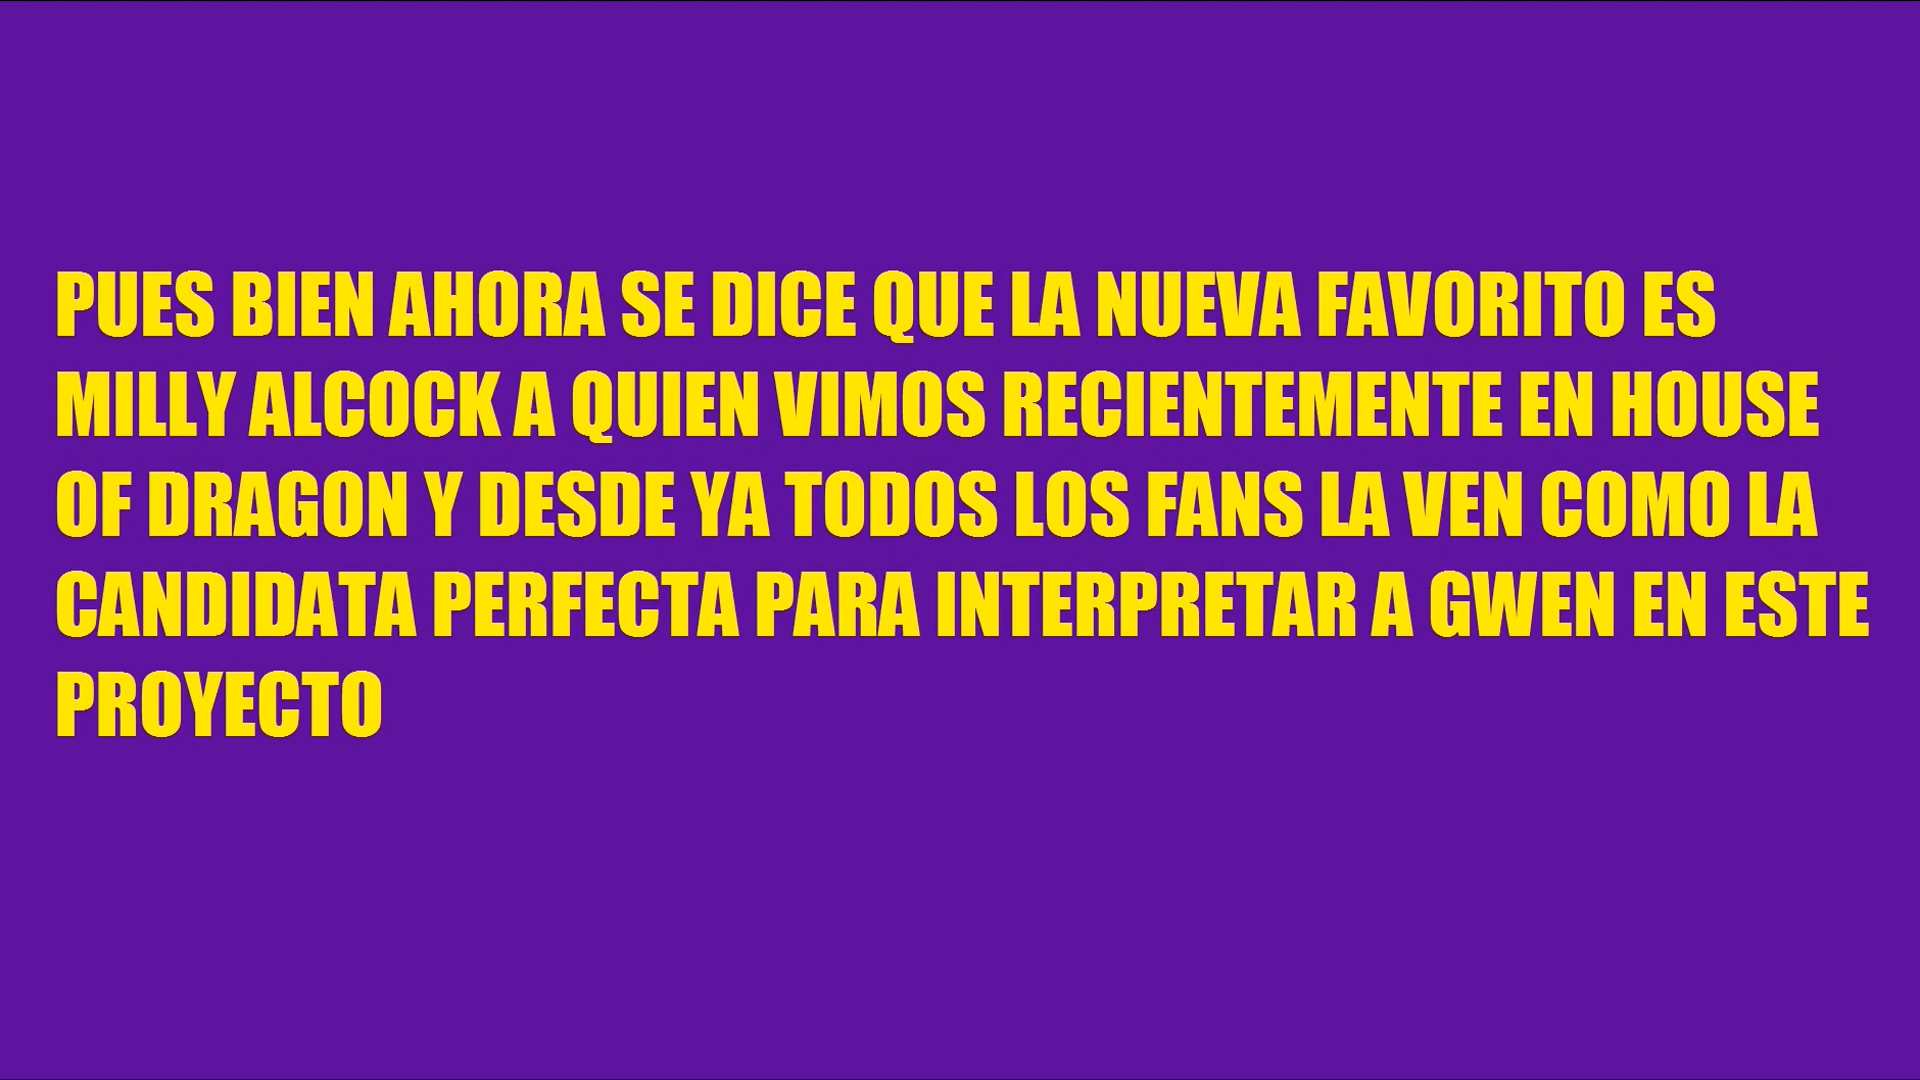 PUES BIEN AHORA SE DICE QUE LA NUEVA FAVORITO ES
MILLY ALCOCK A QUIEN VIMOS RECIENTEMENTE EN HOUSE
OF DRAGON Y DESDE YA TODOS LOS FANS LA VEN COMO LA
CANDIDATA PERFECTA PARA INTERPRETAR A GWEN EN ESTE
PROYECTO